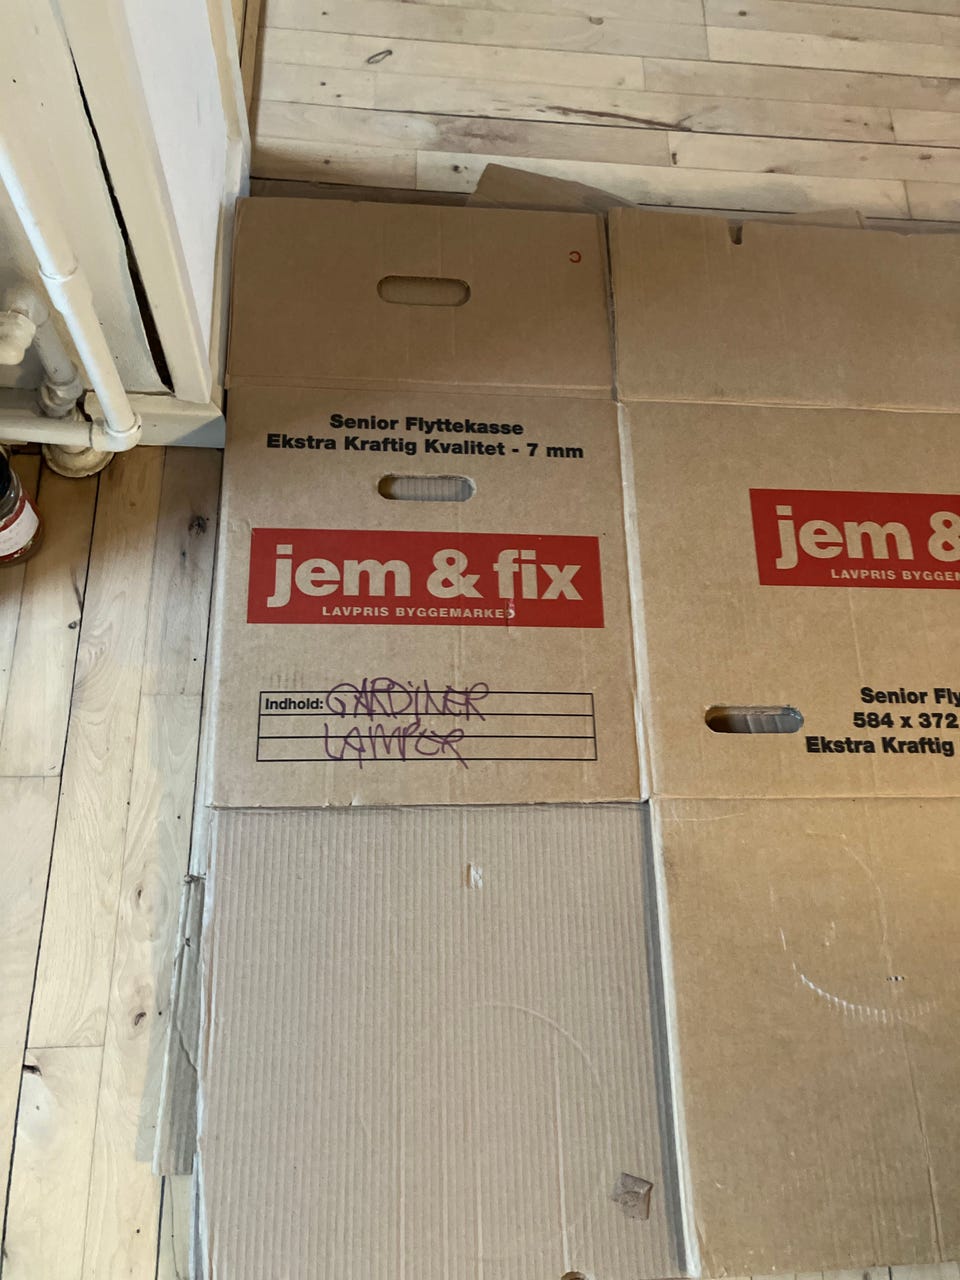 C
Senior Flyttekasse
Ekstra Kraftig Kvalitet - 7 mm
jem & fix
LAVPRIS BYGGEMARKED
Indhold: GARDINER
LAMPER
jem &
LAVPRIS BYGGEM
Senior Fly
584 x 372
Ekstra Kraftig